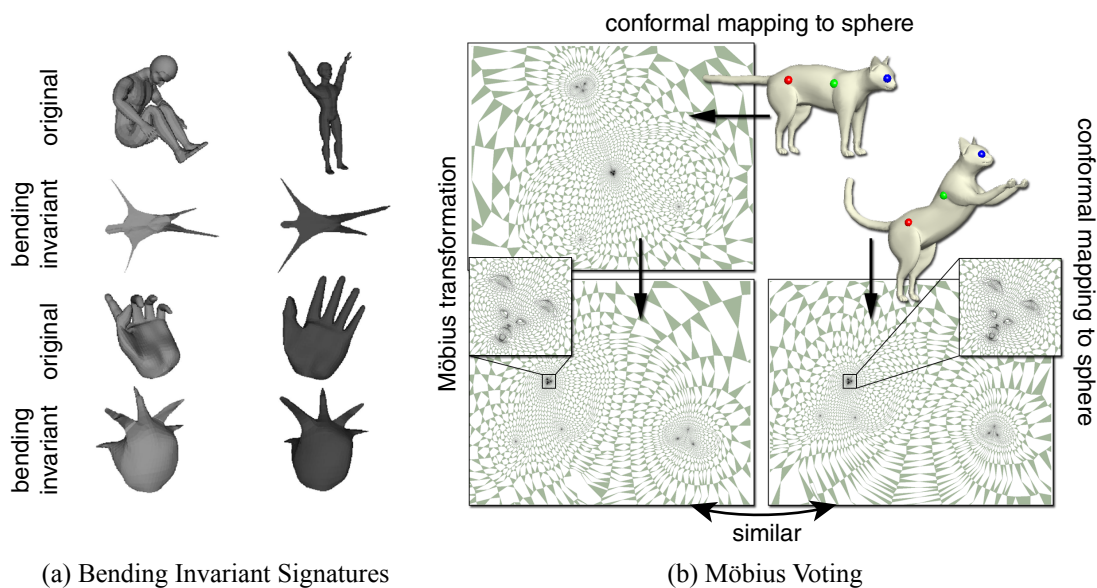 original
bending
invariant
original
bending
invariant
conformal mapping to sphere
Möbius transformation
conformal mapping to sphere
similar
(a) Bending Invariant Signatures
(b) Möbius Voting